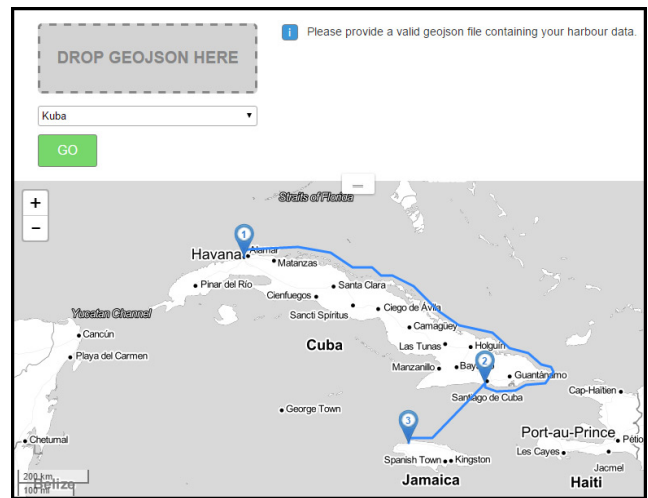 DROP GEOJSON HERE
i Please provide a valid geojson file containing your harbour data.
Kuba
GO
+
−
Straits of Florida
1
Havana
Alamar
Matanzas
Pinar del Río
Santa Clara
Cienfuegos
Sancti Spíritus
Ciego de Ávila
Yucatan Channel
Camagüey
Cancún
Cuba
Las Tunas
Holguín
Playa del Carmen
2
Manzanillo
Guantánamo
Santiago de Cuba
Cap-Haïtien
George Town
3
Port-au-Prince
Chetumal
Spanish Town
Kingston
Les Cayes
Jacmel
200 km
100 mi
Belize
Jamaica
Haiti